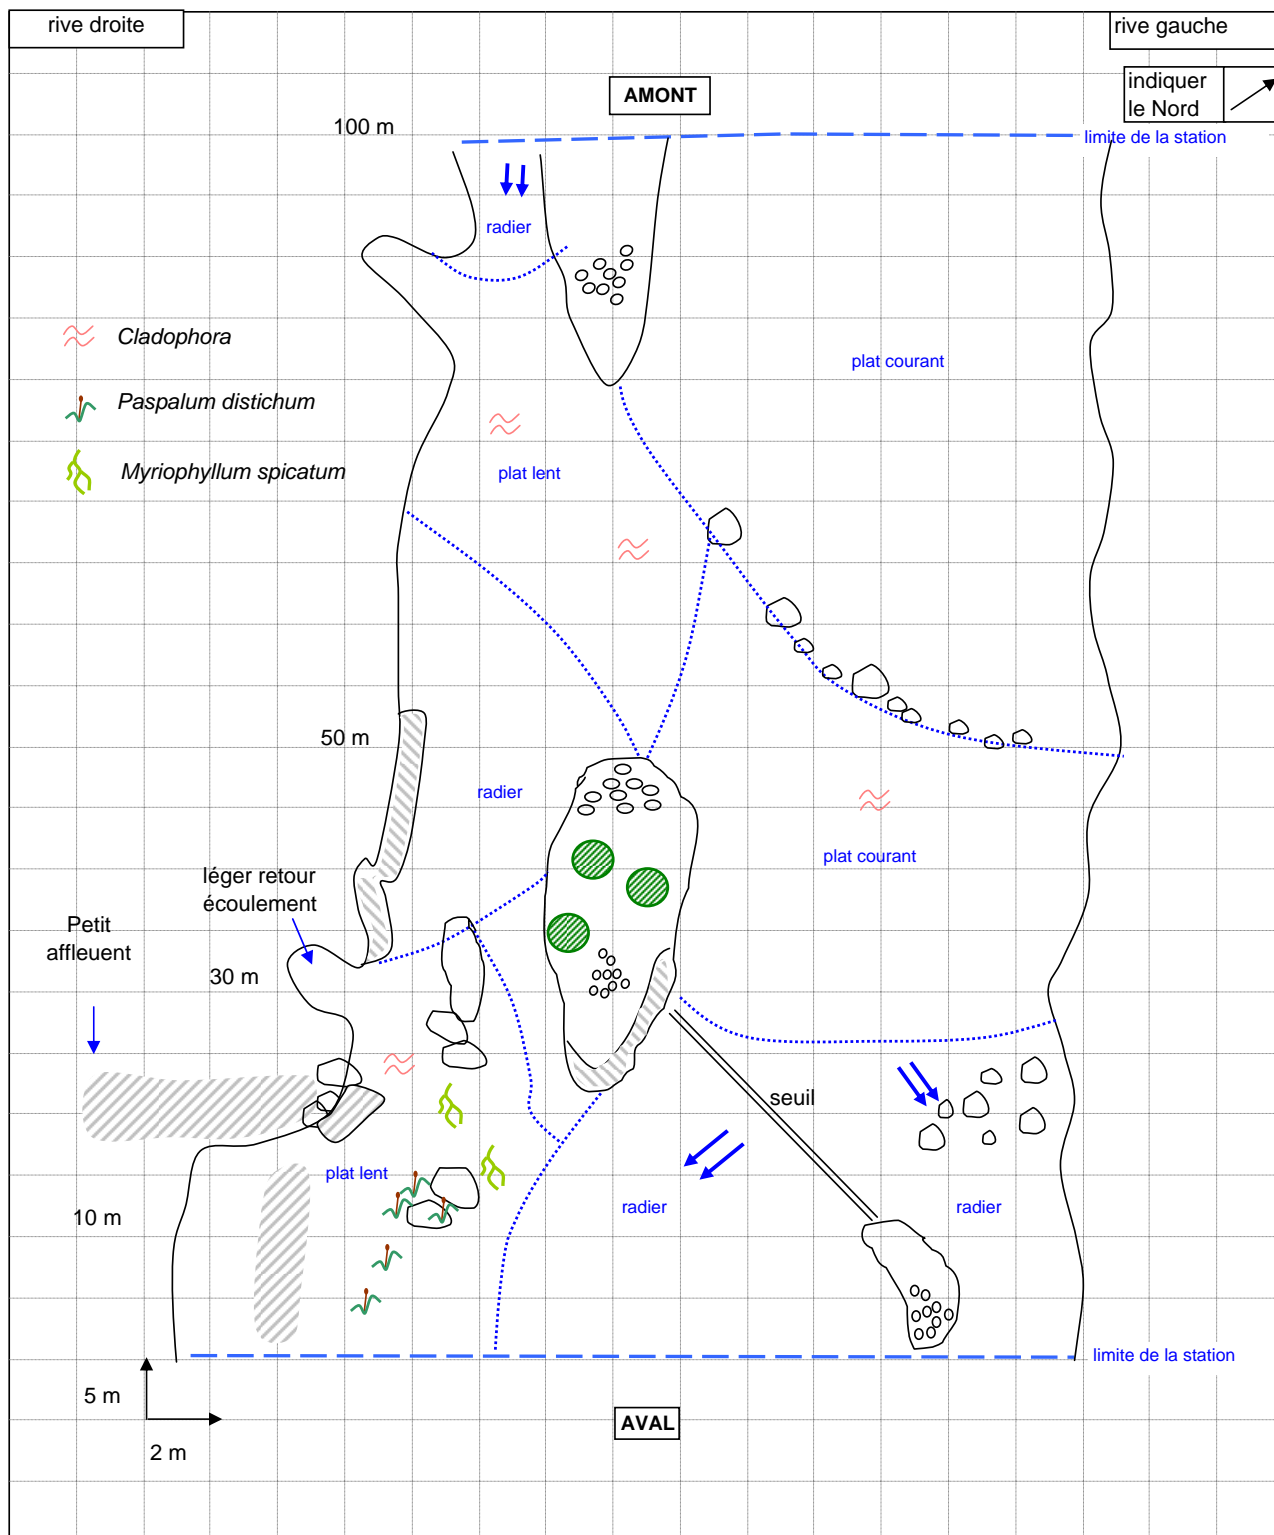 rive droite
rive gauche
indiquer
le Nord
AMONT
100 m
limite de la station
radier
Cladophora
plat courant
Paspalum distichum
plat lent
Myriophyllum spicatum
50 m
radier
plat courant
léger retour
écoulement
Petit
affleuent
30 m
seuil
plat lent
10 m
radier
radier
limite de la station
5 m
AVAL
2 m